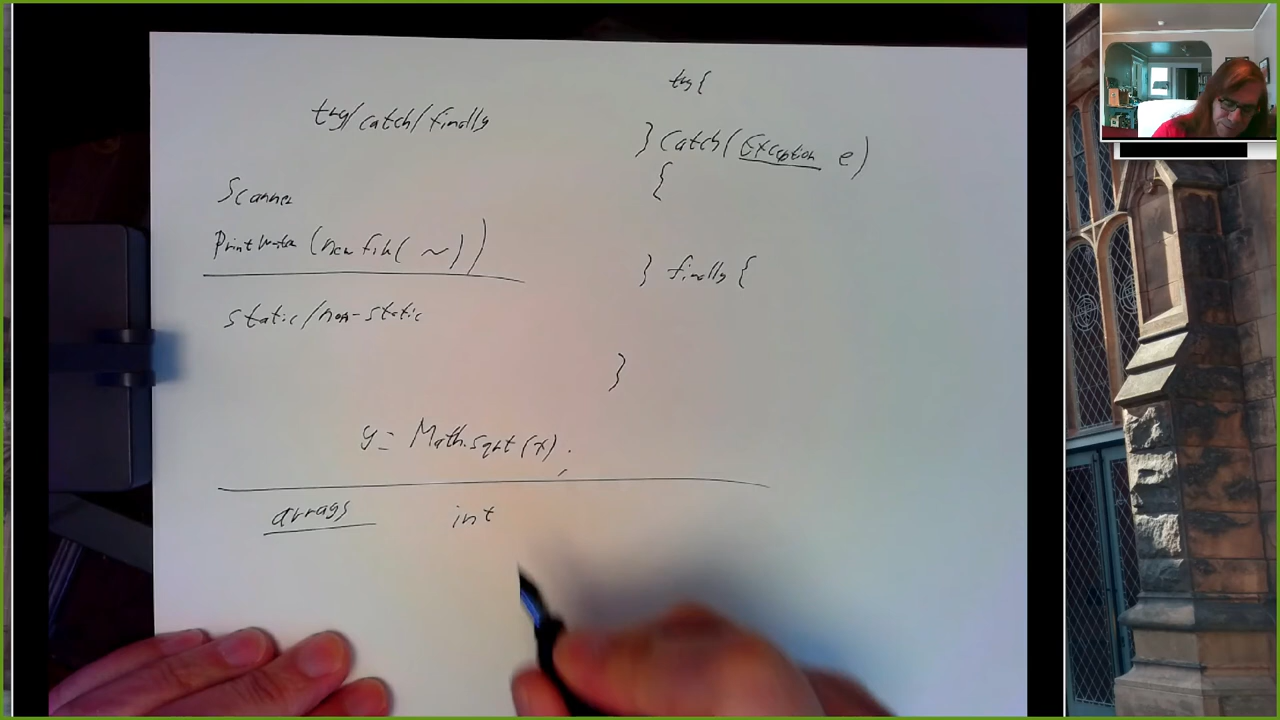 try/catch/finally
Scanner
PrintWriter (new File( ~ ))
static/non-static
try {
} catch( Exception e)
{
} finally {
}
y = Math.sqrt(x);
arrays int